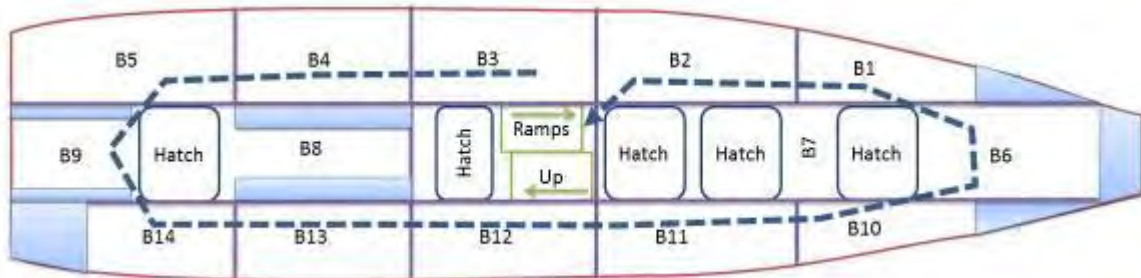 B5 B4 B3 B2 B1
B9 Hatch B8 Hatch Ramps Up Hatch Hatch B7 Hatch B6
B14 B13 B12 B11 B10